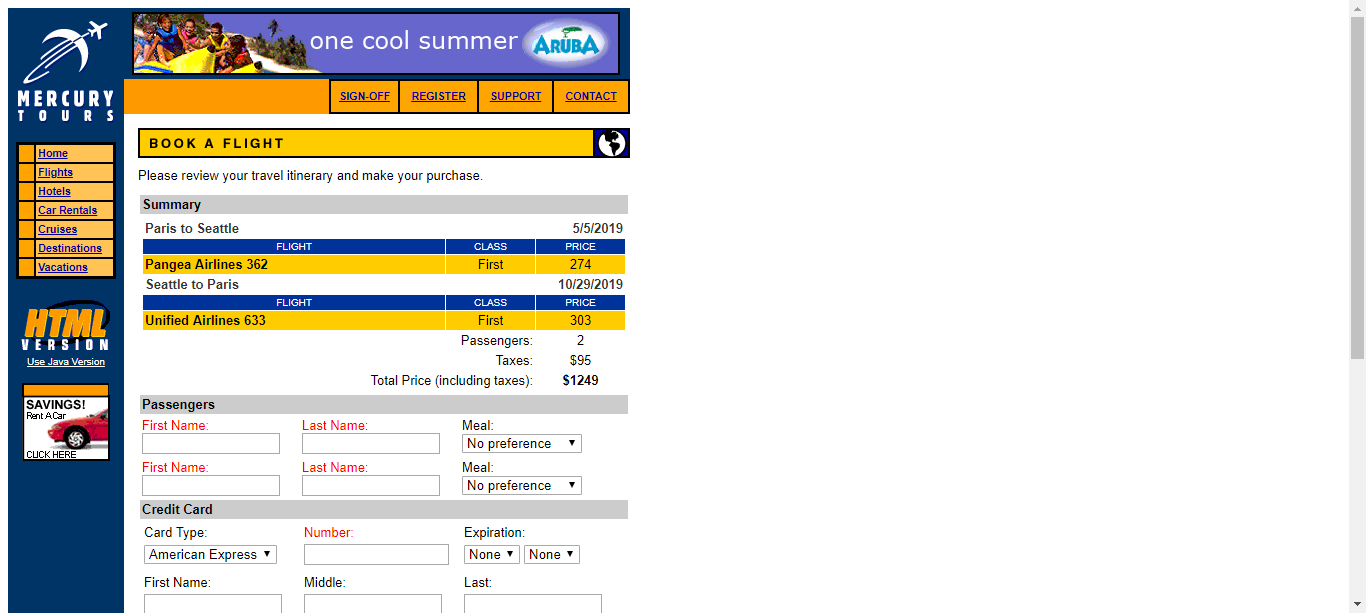 one cool summer ARUBA
MERCURY
TOURS
SIGN-OFF REGISTER SUPPORT CONTACT
BOOK A FLIGHT
Home
Flights
Hotels
Car Rentals
Cruises
Destinations
Vacations
HTML
VERSION
Use Java Version
SAVINGS!
Rent A Car
CLICK HERE
Please review your travel itinerary and make your purchase.
Summary
Paris to Seattle 5/5/2019
FLIGHT CLASS PRICE
Pangea Airlines 362 First 274
Seattle to Paris 10/29/2019
FLIGHT CLASS PRICE
Unified Airlines 633 First 303
Passengers: 2
Taxes: $95
Total Price (including taxes): $1249
Passengers
First Name: Last Name: Meal:
No preference
First Name: Last Name: Meal:
No preference
Credit Card
Card Type: Number: Expiration:
American Express None None
First Name: Middle: Last: